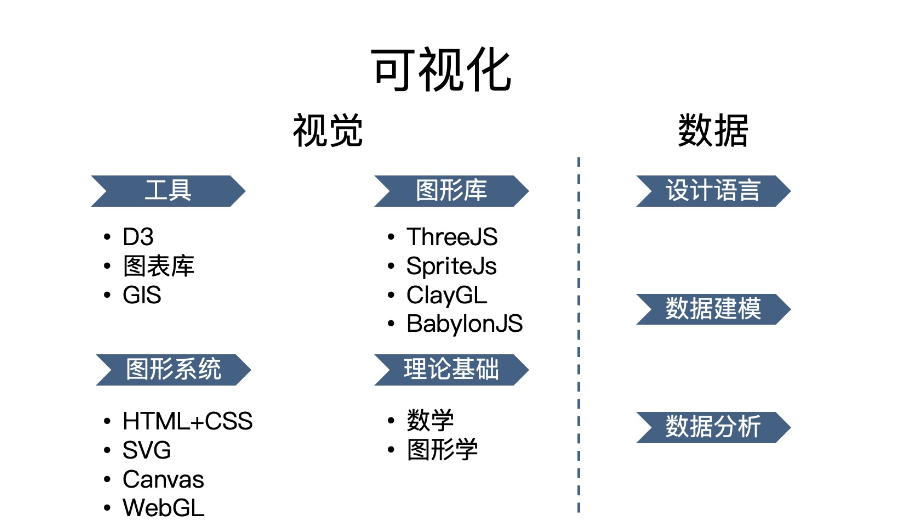 可视化
视觉
工具
• D3
• 图表库
• GIS
图形库
• ThreeJS
• SpriteJs
• ClayGL
• BabylonJS
图形系统
• HTML+CSS
• SVG
• Canvas
• WebGL
理论基础
• 数学
• 图形学
数据
设计语言
数据建模
数据分析